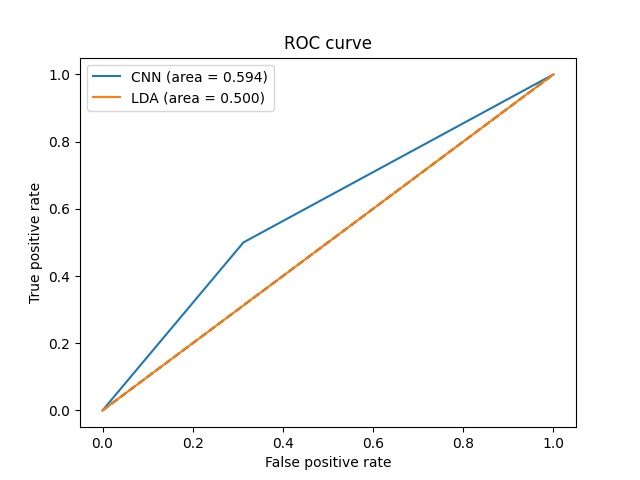 ROC curve
CNN (area = 0.594)
LDA (area = 0.500)
1.0
0.8
0.6
0.4
0.2
0.0
True positive rate
0.0 0.2 0.4 0.6 0.8 1.0
False positive rate